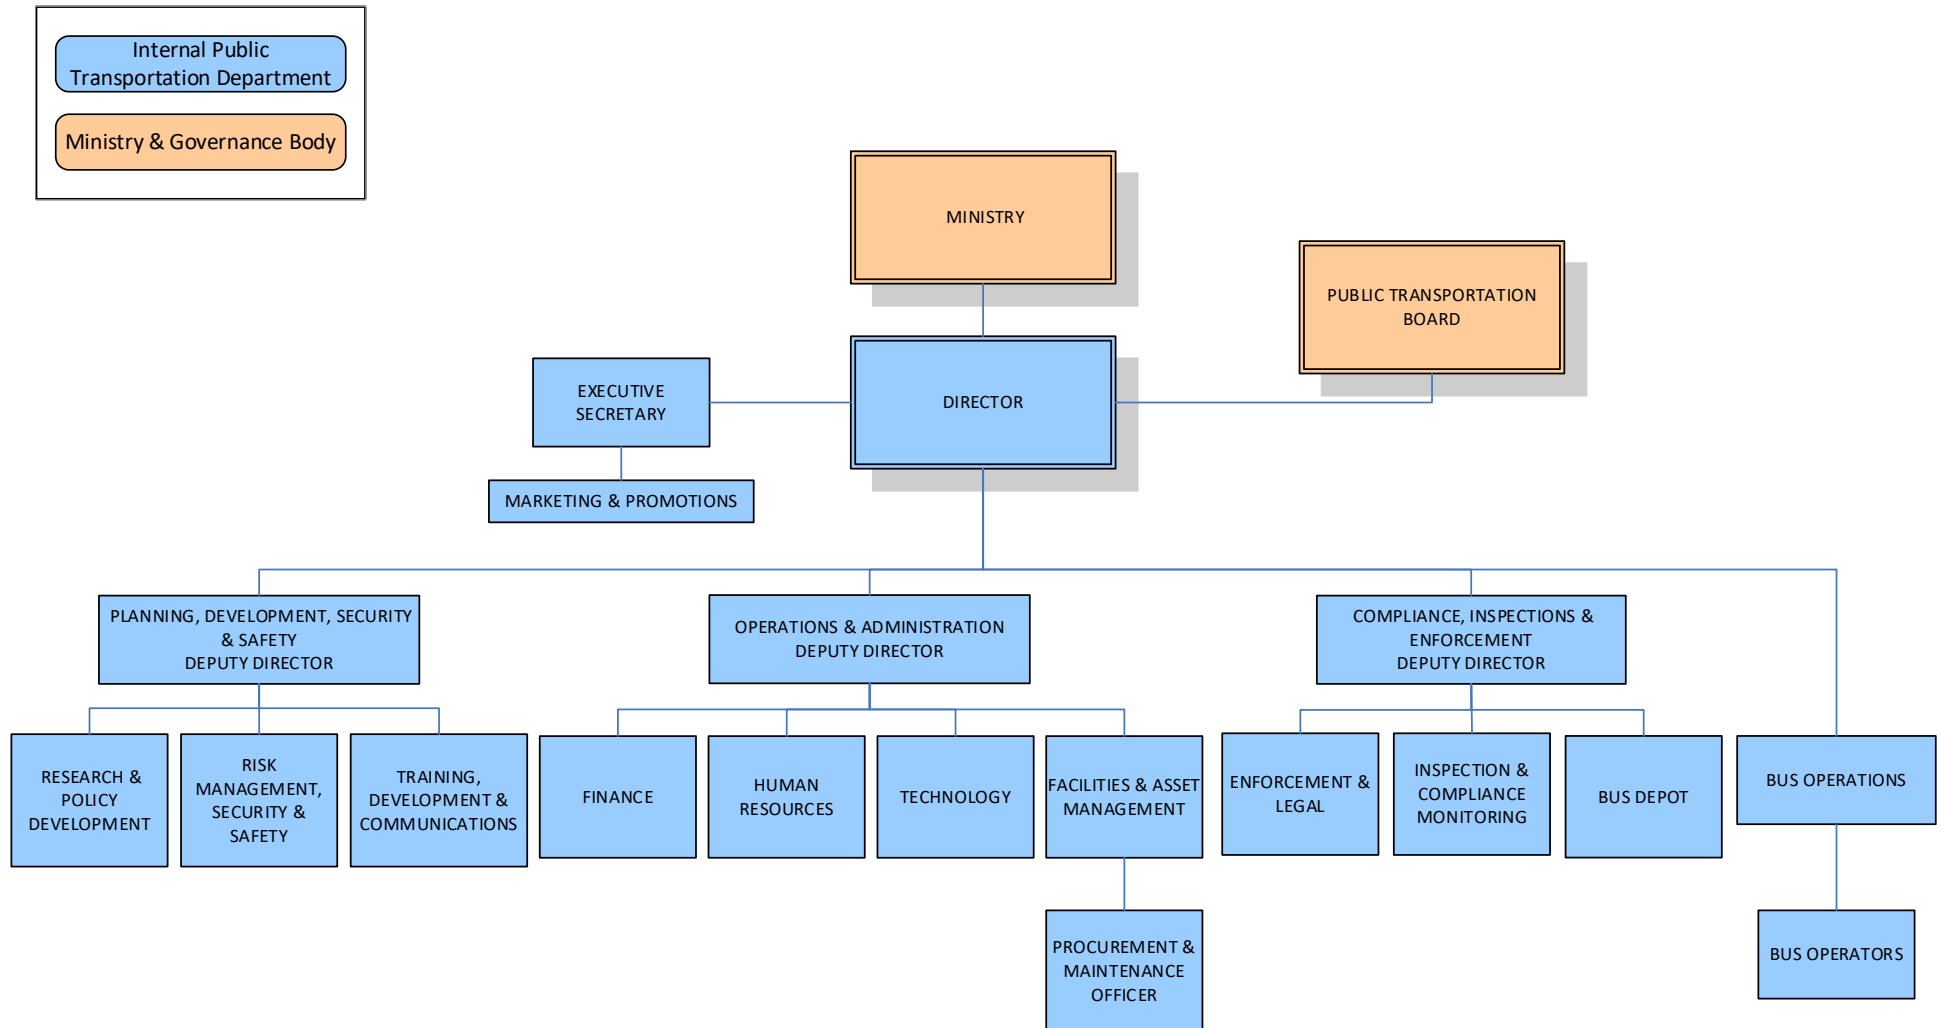 Internal Public
Transportation Department
Ministry & Governance Body
MINISTRY
PUBLIC TRANSPORTATION
BOARD
EXECUTIVE
SECRETARY
DIRECTOR
MARKETING & PROMOTIONS
PLANNING, DEVELOPMENT, SECURITY
& SAFETY
DEPUTY DIRECTOR
OPERATIONS & ADMINISTRATION
DEPUTY DIRECTOR
COMPLIANCE, INSPECTIONS &
ENFORCEMENT
DEPUTY DIRECTOR
RESEARCH &
POLICY
DEVELOPMENT
RISK
MANAGEMENT,
SECURITY &
SAFETY
TRAINING,
DEVELOPMENT &
COMMUNICATIONS
FINANCE
HUMAN
RESOURCES
TECHNOLOGY
FACILITIES & ASSET
MANAGEMENT
ENFORCEMENT &
LEGAL
INSPECTION &
COMPLIANCE
MONITORING
BUS DEPOT
BUS OPERATIONS
PROCUREMENT &
MAINTENANCE
OFFICER
BUS OPERATORS